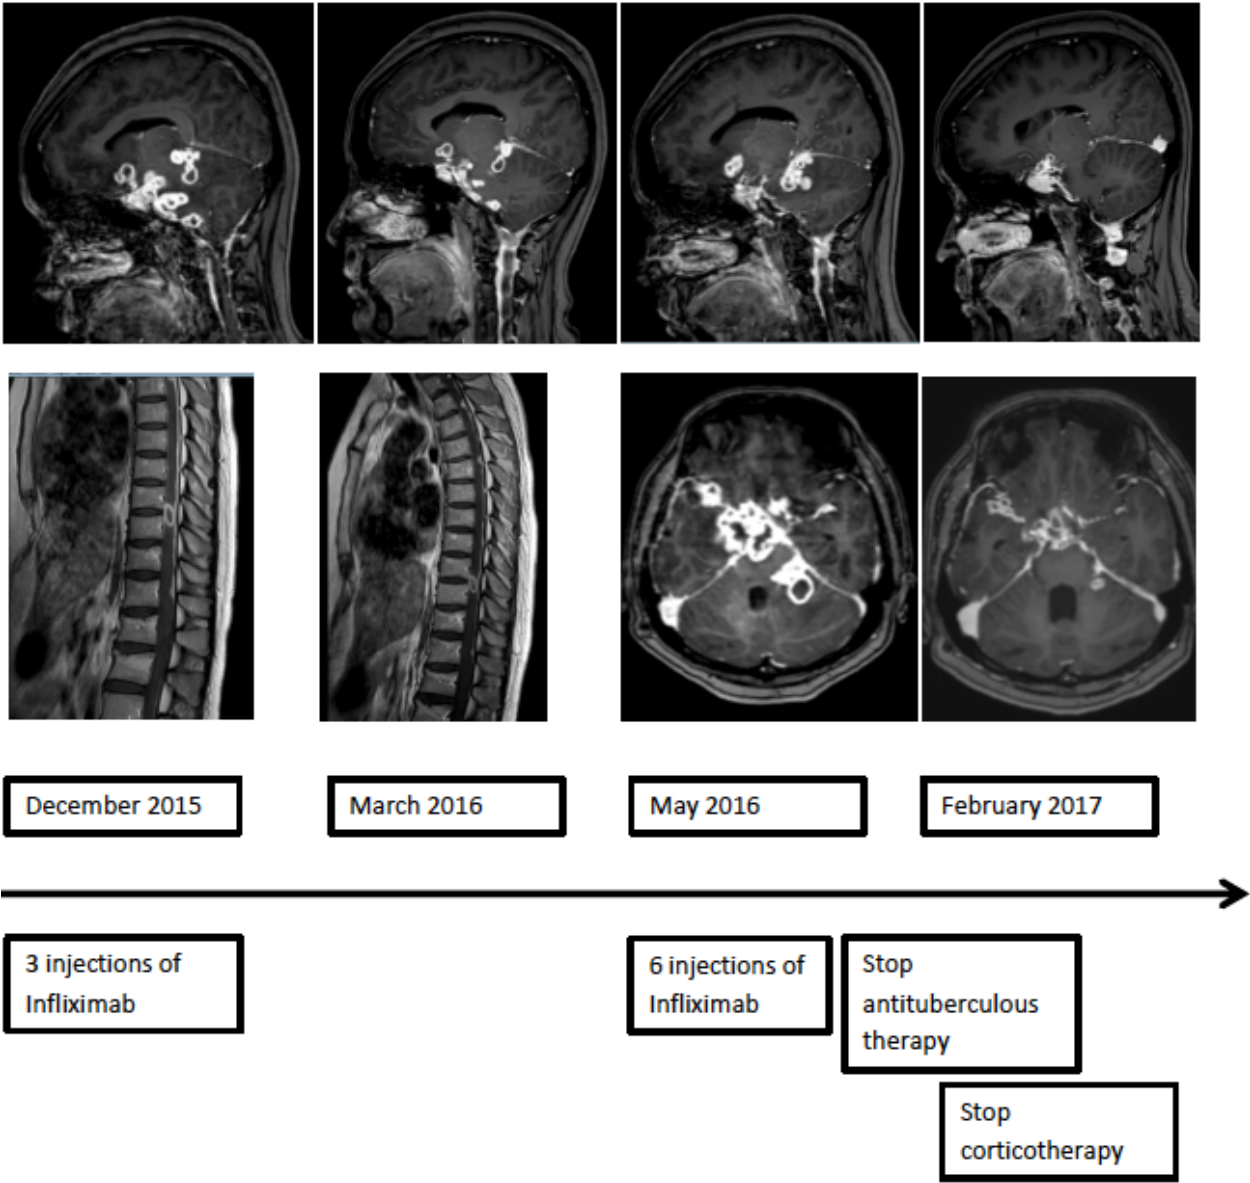 December 2015
March 2016
May 2016
February 2017
3 injections of
Infliximab
6 injections of
Infliximab
Stop
antituberculous
therapy
Stop
corticotherapy